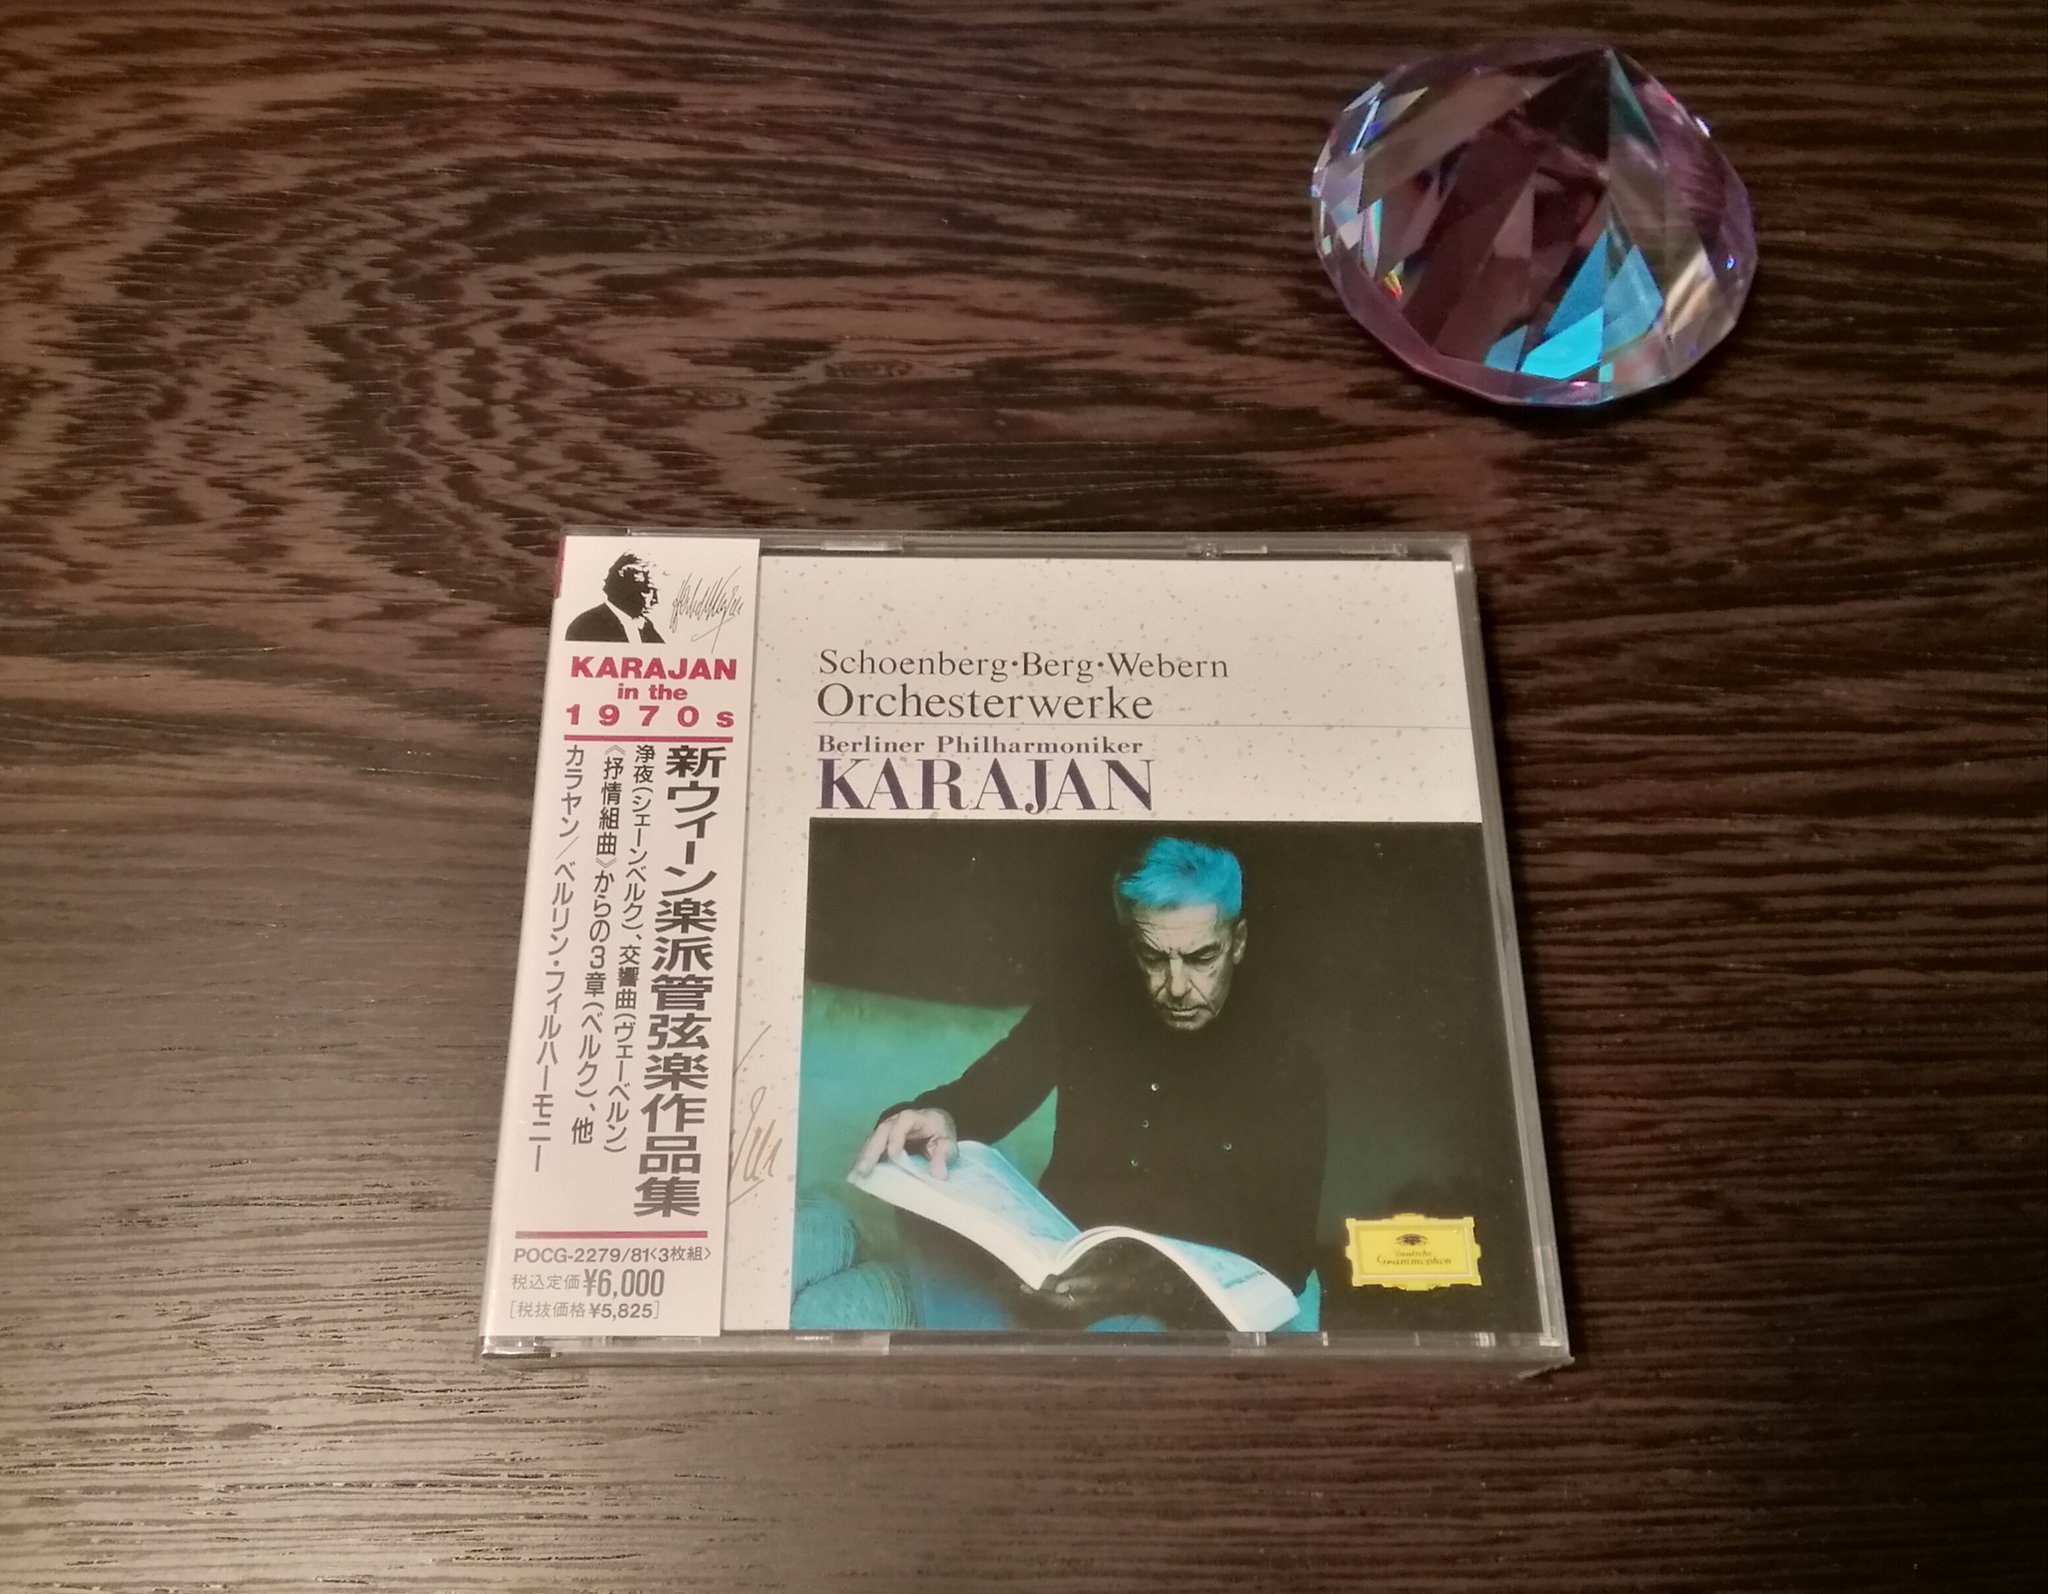 KARAJAN
in the
1970s
新ウィーン楽派管弦楽作品集
浄夜(シェーンベルク)、交響曲(ヴェーベルン)
《抒情組曲》からの3章(ベルク)、他
カラヤン/ベルリン・フィルハーモニー
POCG-2279/81〈3枚組〉
税込定価¥6,000
[税抜価格¥5,825]
Schoenberg·Berg·Webern
Orchesterwerke
Berliner Philharmoniker
KARAJAN
Deutsche
Grammophon